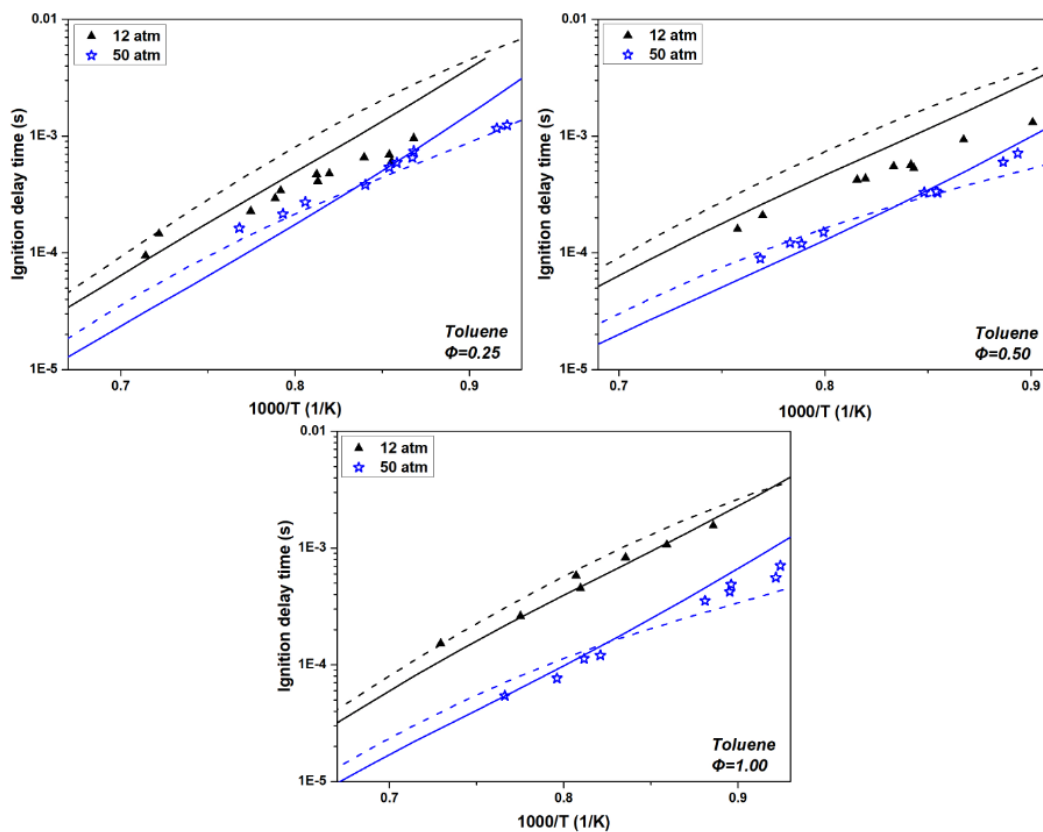 0.01
1E-3
1E-4
1E-5
Ignition delay time (s)
12 atm
50 atm
Toluene
Φ=0.25
0.7
0.8
0.9
1000/T (1/K)
0.01
1E-3
1E-4
1E-5
Ignition delay time (s)
12 atm
50 atm
Toluene
Φ=0.50
0.7
0.8
0.9
1000/T (1/K)
0.01
1E-3
1E-4
1E-5
Ignition delay time (s)
12 atm
50 atm
Toluene
Φ=1.00
0.7
0.8
0.9
1000/T (1/K)